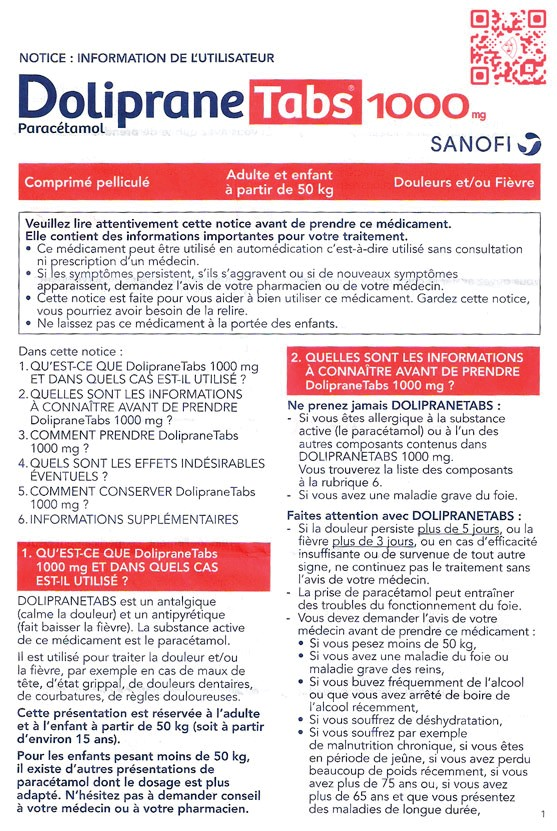 NOTICE : INFORMATION DE L'UTILISATEUR
DolipraneTabs® 1000 mg
Paracétamol
SANOFI
Comprimé pelliculé
Adulte et enfant
à partir de 50 kg
Douleurs et/ou Fièvre
Veuillez lire attentivement cette notice avant de prendre ce médicament.
Elle contient des informations importantes pour votre traitement.
• Ce médicament peut être utilisé en automédication c'est-à-dire utilisé sans consultation
ni prescription d'un médecin.
• Si les symptômes persistent, s'ils s'aggravent ou si de nouveaux symptômes
apparaissent, demandez l'avis de votre pharmacien ou de votre médecin.
• Cette notice est faite pour vous aider à bien utiliser ce médicament. Gardez cette notice,
vous pourriez avoir besoin de la relire.
• Ne laissez pas ce médicament à la portée des enfants.
Dans cette notice :
1. QU'EST-CE QUE DolipraneTabs 1000 mg
ET DANS QUELS CAS EST-IL UTILISÉ ?
2. QUELLES SONT LES INFORMATIONS
À CONNAÎTRE AVANT DE PRENDRE
DolipraneTabs 1000 mg ?
3. COMMENT PRENDRE DolipraneTabs
1000 mg ?
4. QUELS SONT LES EFFETS INDÉSIRABLES
ÉVENTUELS ?
5. COMMENT CONSERVER DolipraneTabs
1000 mg ?
6. INFORMATIONS SUPPLÉMENTAIRES
1. QU'EST-CE QUE DolipraneTabs
1000 mg ET DANS QUELS CAS
EST-IL UTILISÉ ?
DOLIPRANETABS est un antalgique
(calme la douleur) et un antipyrétique
(fait baisser la fièvre). La substance active
de ce médicament est le paracétamol.
Il est utilisé pour traiter la douleur et/ou
la fièvre, par exemple en cas de maux de
tête, d'état grippal, de douleurs dentaires,
de courbatures, de règles douloureuses.
Cette présentation est réservée à l'adulte
et à l'enfant à partir de 50 kg (soit à partir
d'environ 15 ans).
Pour les enfants pesant moins de 50 kg,
il existe d'autres présentations de
paracétamol dont le dosage est plus
adapté. N'hésitez pas à demander conseil
à votre médecin ou à votre pharmacien.
2. QUELLES SONT LES INFORMATIONS
À CONNAÎTRE AVANT DE PRENDRE
DolipraneTabs 1000 mg ?
Ne prenez jamais DOLIPRANETABS :
- Si vous êtes allergique à la substance
active (le paracétamol) ou à l'un des
autres composants contenus dans
DOLIPRANETABS 1000 mg.
Vous trouverez la liste des composants
à la rubrique 6.
- Si vous avez une maladie grave du foie.
Faites attention avec DOLIPRANETABS :
- Si la douleur persiste plus de 5 jours, ou la
fièvre plus de 3 jours, ou en cas d'efficacité
insuffisante ou de survenue de tout autre
signe, ne continuez pas le traitement sans
l'avis de votre médecin.
- La prise de paracétamol peut entraîner
des troubles du fonctionnement du foie.
- Vous devez demander l'avis de votre
médecin avant de prendre ce médicament :
• Si vous pesez moins de 50 kg,
• Si vous avez une maladie du foie ou
maladie grave des reins,
• Si vous buvez fréquemment de l'alcool
ou que vous avez arrêté de boire de
l'alcool récemment,
• Si vous souffrez de déshydratation,
• Si vous souffrez par exemple
de malnutrition chronique, si vous êtes
en période de jeûne, si vous avez perdu
beaucoup de poids récemment, si vous
avez plus de 75 ans ou, si vous avez
plus de 65 ans et que vous présentez
des maladies de longue durée,
1